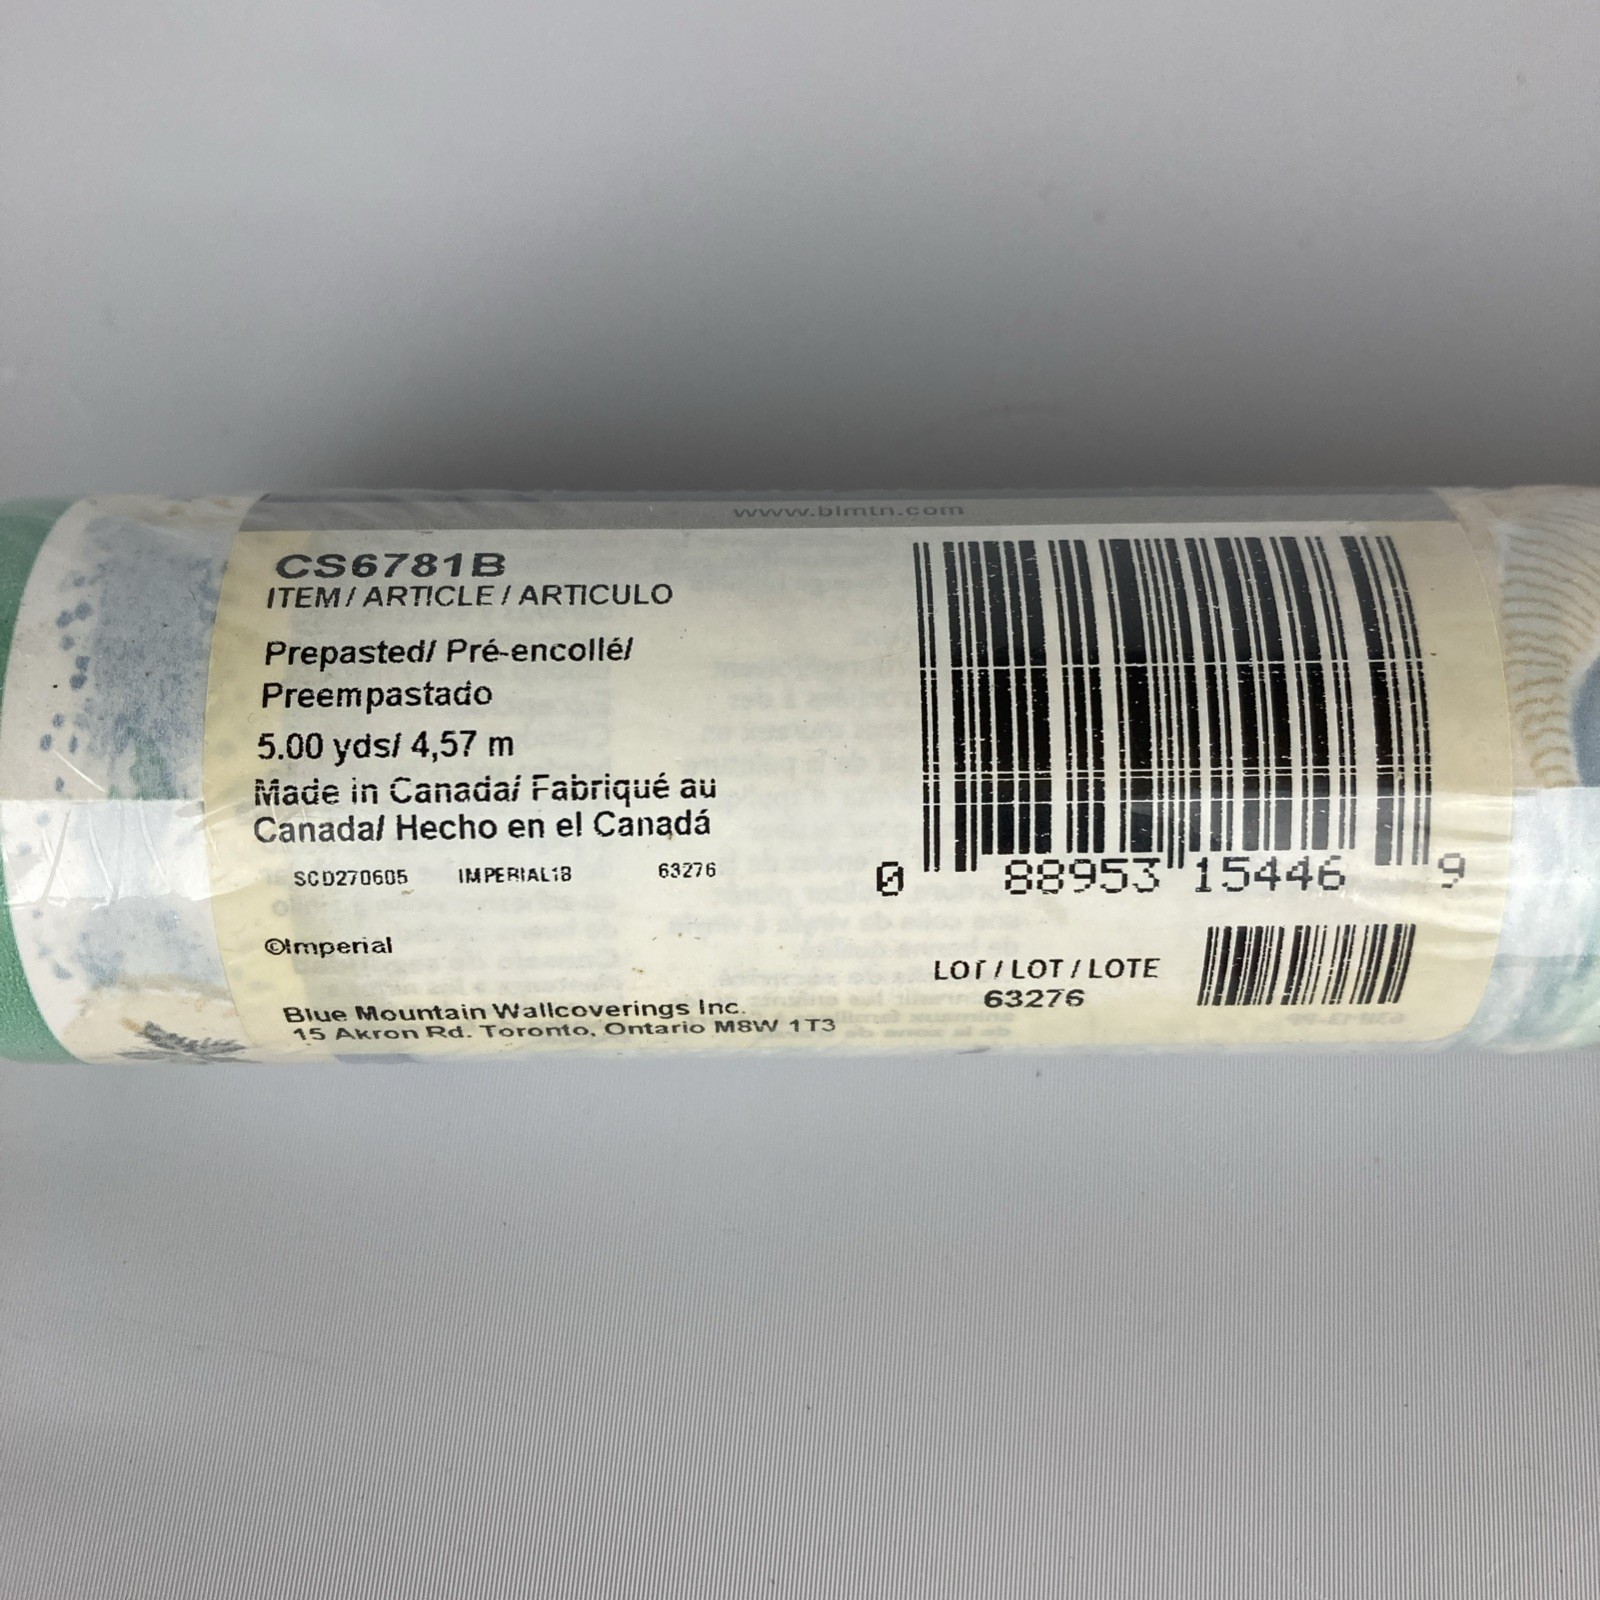 www.blmtn.com
CS6781B
ITEM / ARTICLE / ARTICULO
Prepasted/ Pré-encollé/
Preempastado
5.00 yds/ 4,57 m
Made in Canada/ Fabriqué au
Canada/ Hecho en el Canadá
SCD270605 IMPERIAL1B 63276
©Imperial
Blue Mountain Wallcoverings Inc.
15 Akron Rd. Toronto, Ontario M8W 1T3
0 88953 15446 9
LOT / LOT / LOTE
63276